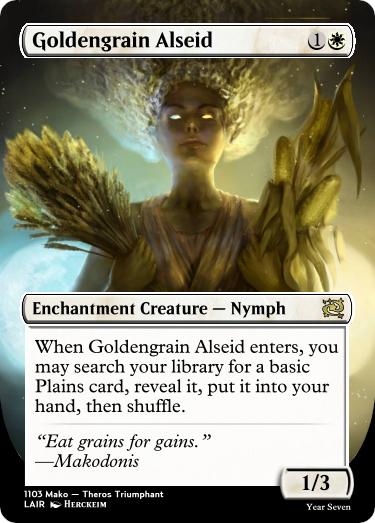 Goldengrain Alseid 1
Enchantment Creature — Nymph
When Goldengrain Alseid enters, you
may search your library for a basic
Plains card, reveal it, put it into your
hand, then shuffle.
“Eat grains for gains.”
—Makodonis
1/3
1103 Mako — Theros Triumphant
LAIR Herckeim
Year Seven